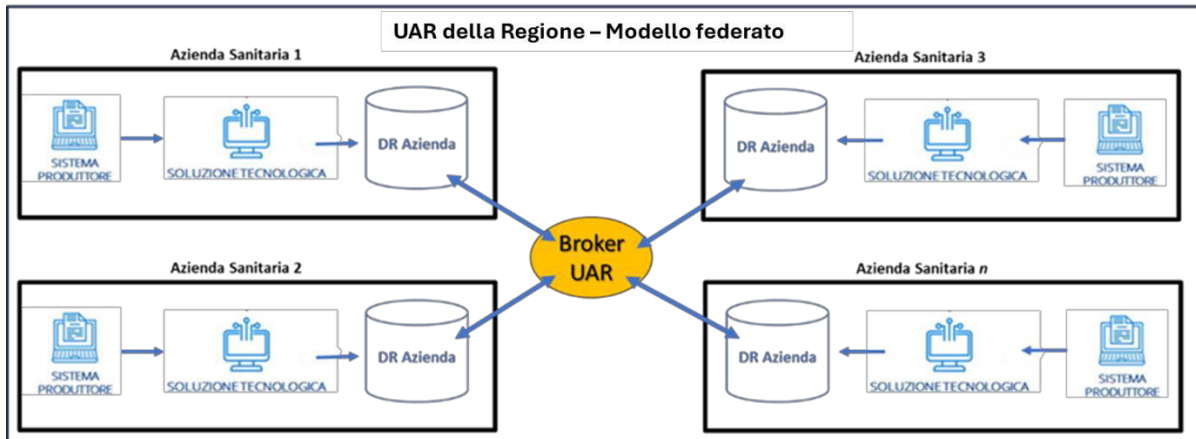 UAR della Regione – Modello federato
Azienda Sanitaria 1
SISTEMA
PRODUTTORE
SOLUZIONE TECNOLOGICA
DR Azienda
Azienda Sanitaria 3
DR Azienda
SOLUZIONE TECNOLOGICA
SISTEMA
PRODUTTORE
Broker
UAR
Azienda Sanitaria 2
SISTEMA
PRODUTTORE
SOLUZIONE TECNOLOGICA
DR Azienda
Azienda Sanitaria n
DR Azienda
SOLUZIONE TECNOLOGICA
SISTEMA
PRODUTTORE